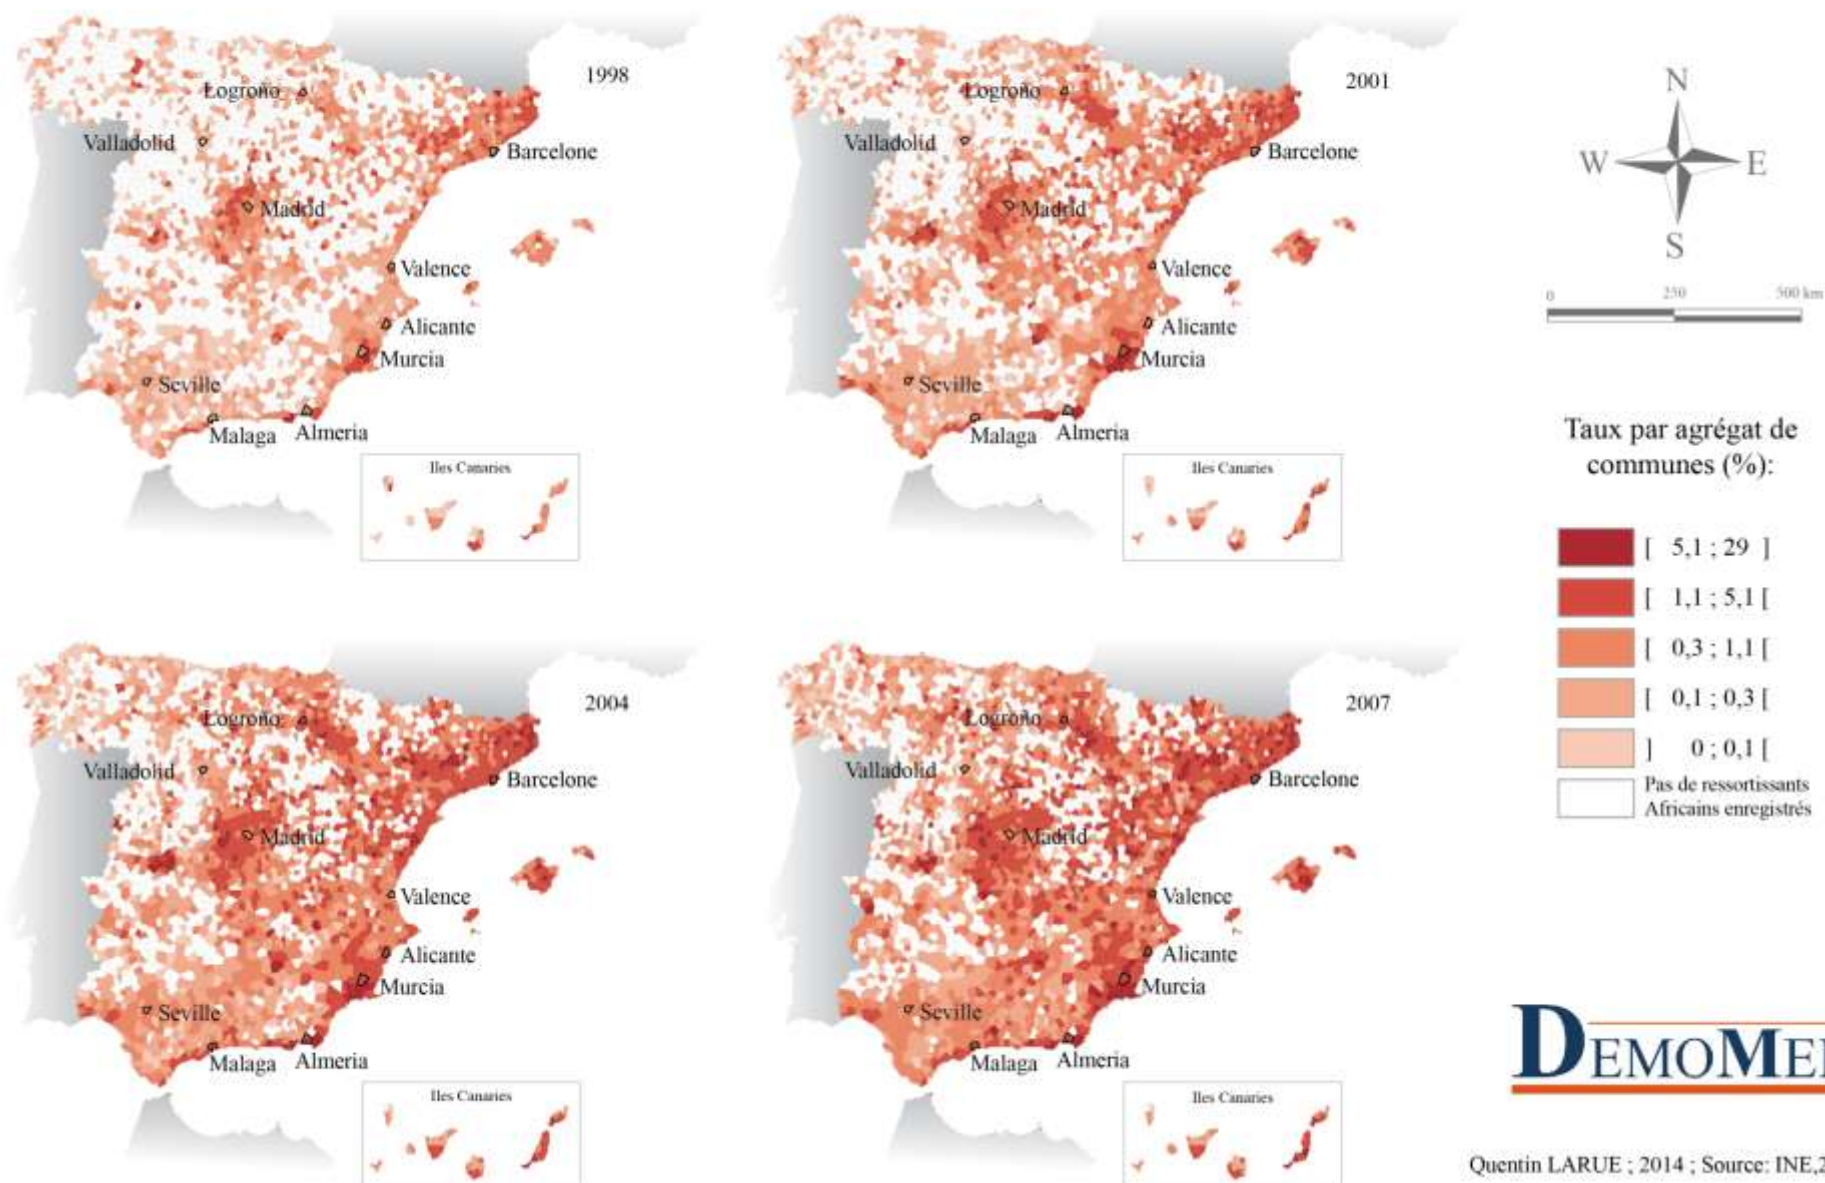 1998
Logroño
Valladolid
Barcelone
Madrid
Valence
Alicante
Murcia
Seville
Malaga
Almeria
Iles Canaries
2001
Logroño
Valladolid
Barcelone
Madrid
Valence
Alicante
Murcia
Seville
Malaga
Almeria
Iles Canaries
2004
Logroño
Valladolid
Barcelone
Madrid
Valence
Alicante
Murcia
Seville
Malaga
Almeria
Iles Canaries
2007
Logroño
Valladolid
Barcelone
Madrid
Valence
Alicante
Murcia
Seville
Malaga
Almeria
Iles Canaries
N
W E
S
0 250 500 km
Taux par agrégat de
communes (%):
[ 5,1 ; 29 ]
[ 1,1 ; 5,1 [
[ 0,3 ; 1,1 [
[ 0,1 ; 0,3 [
] 0 ; 0,1 [
Pas de ressortissants
Africains enregistrés
Quentin LARUE ; 2014 ; Source: INE,2